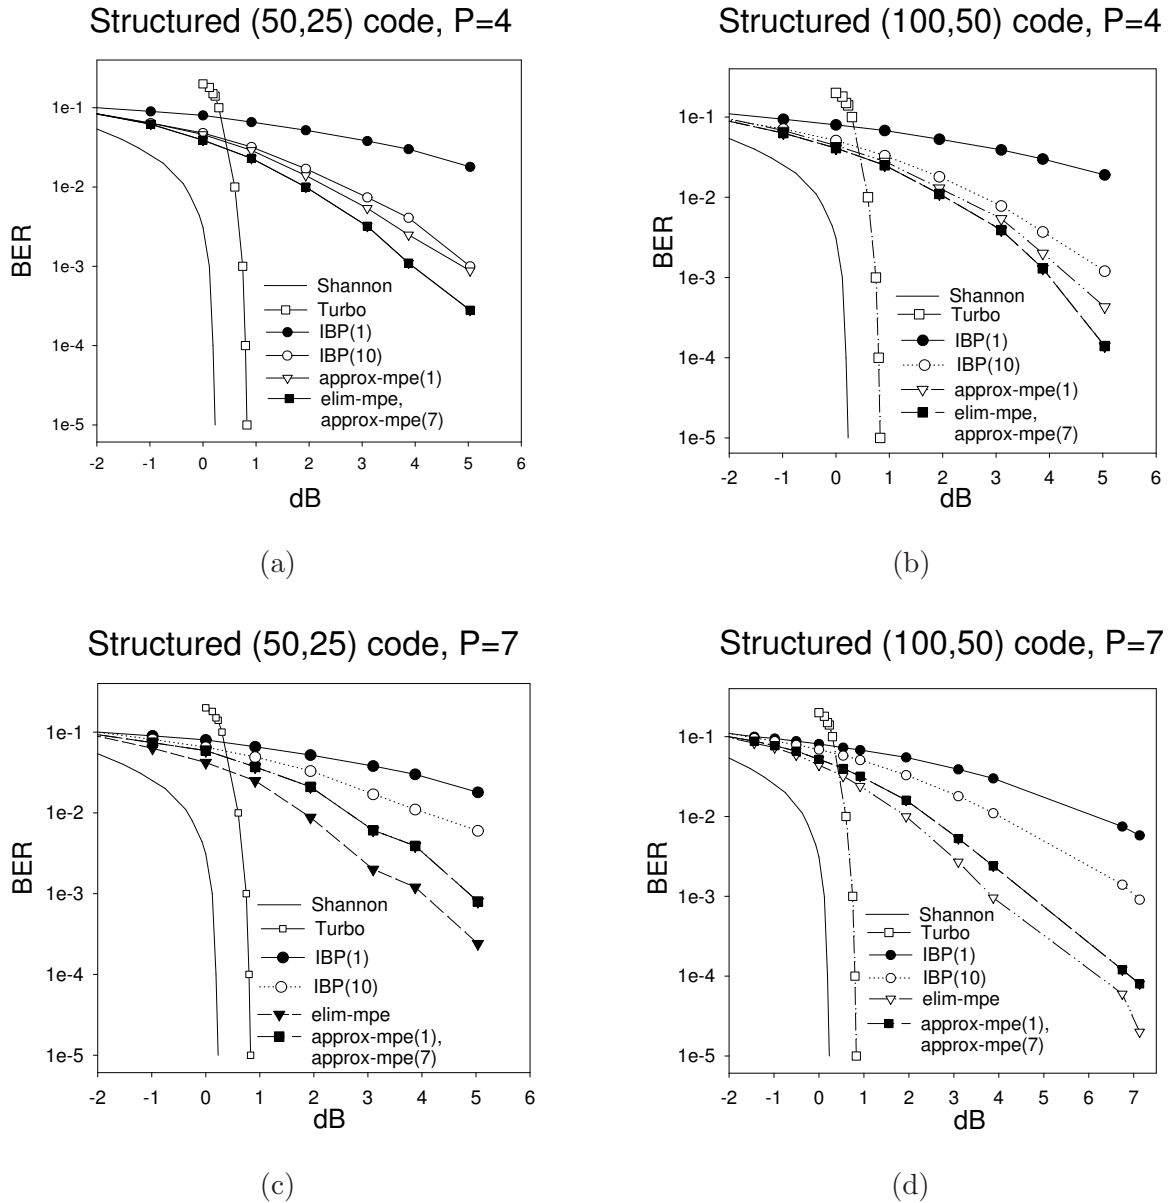 Structured (50,25) code, P=4
BER
1e-1
1e-2
1e-3
1e-4
1e-5
Shannon
Turbo
IBP(1)
IBP(10)
approx-mpe(1)
elim-mpe,
approx-mpe(7)
-2 -1 0 1 2 3 4 5 6
dB
(a)
Structured (100,50) code, P=4
BER
1e-1
1e-2
1e-3
1e-4
1e-5
Shannon
Turbo
IBP(1)
IBP(10)
approx-mpe(1)
elim-mpe,
approx-mpe(7)
-2 -1 0 1 2 3 4 5 6
dB
(b)
Structured (50,25) code, P=7
BER
1e-1
1e-2
1e-3
1e-4
1e-5
Shannon
Turbo
IBP(1)
IBP(10)
elim-mpe
approx-mpe(1),
approx-mpe(7)
-2 -1 0 1 2 3 4 5 6
dB
(c)
Structured (100,50) code, P=7
BER
1e-1
1e-2
1e-3
1e-4
1e-5
Shannon
Turbo
IBP(1)
IBP(10)
elim-mpe
approx-mpe(1),
approx-mpe(7)
-2 -1 0 1 2 3 4 5 6 7
dB
(d)